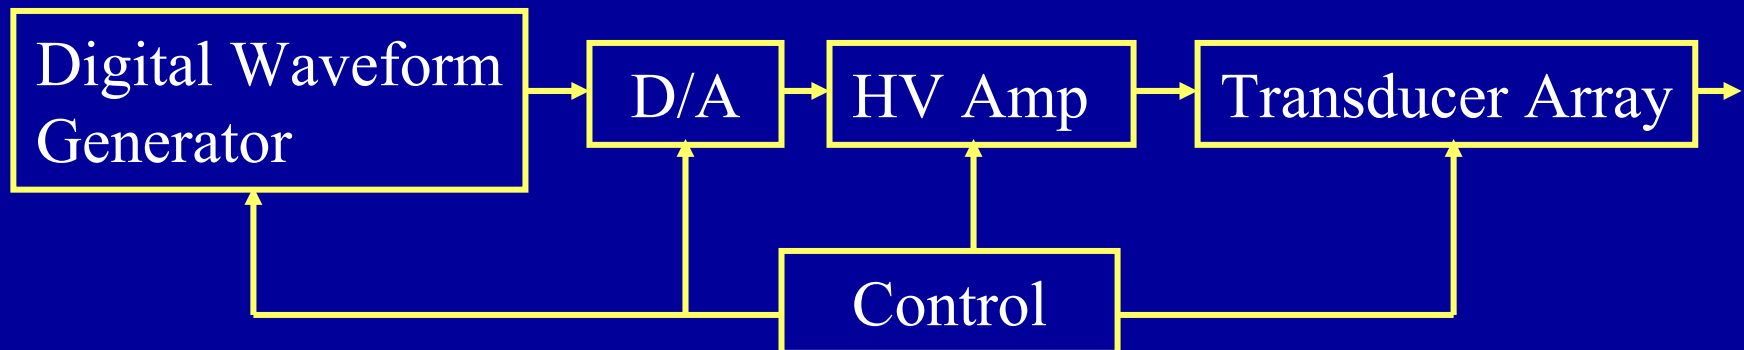 Digital Waveform
Generator
D/A
HV Amp
Transducer Array
Control